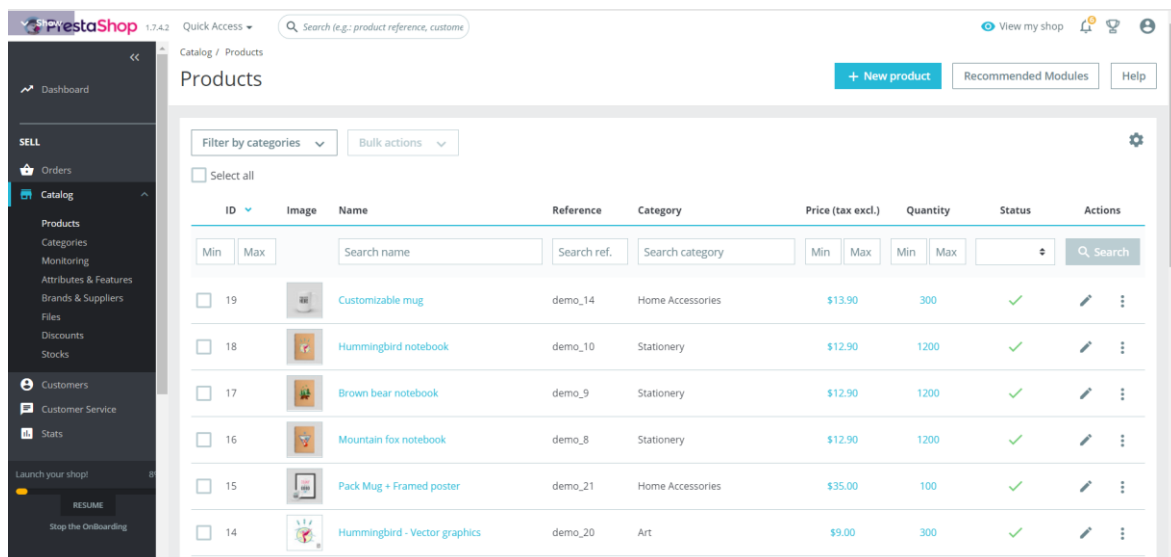 Show
PrestaShop 1.7.4.2 Quick Access Search (e.g.: product reference, custome View my shop
Catalog / Products
Products
+ New product Recommended Modules Help
Dashboard
SELL
Orders
Catalog
Products
Categories
Monitoring
Attributes & Features
Brands & Suppliers
Files
Discounts
Stocks
Customers
Customer Service
Stats
Launch your shop! 8%
RESUME
Stop the OnBoarding
Filter by categories Bulk actions
Select all
ID Image Name Reference Category Price (tax excl.) Quantity Status Actions
Min Max Search name Search ref. Search category Min Max Min Max Search
19 Customizable mug demo_14 Home Accessories $13.90 300
18 Hummingbird notebook demo_10 Stationery $12.90 1200
17 Brown bear notebook demo_9 Stationery $12.90 1200
16 Mountain fox notebook demo_8 Stationery $12.90 1200
15 Pack Mug + Framed poster demo_21 Home Accessories $35.00 100
14 Hummingbird - Vector graphics demo_20 Art $9.00 300